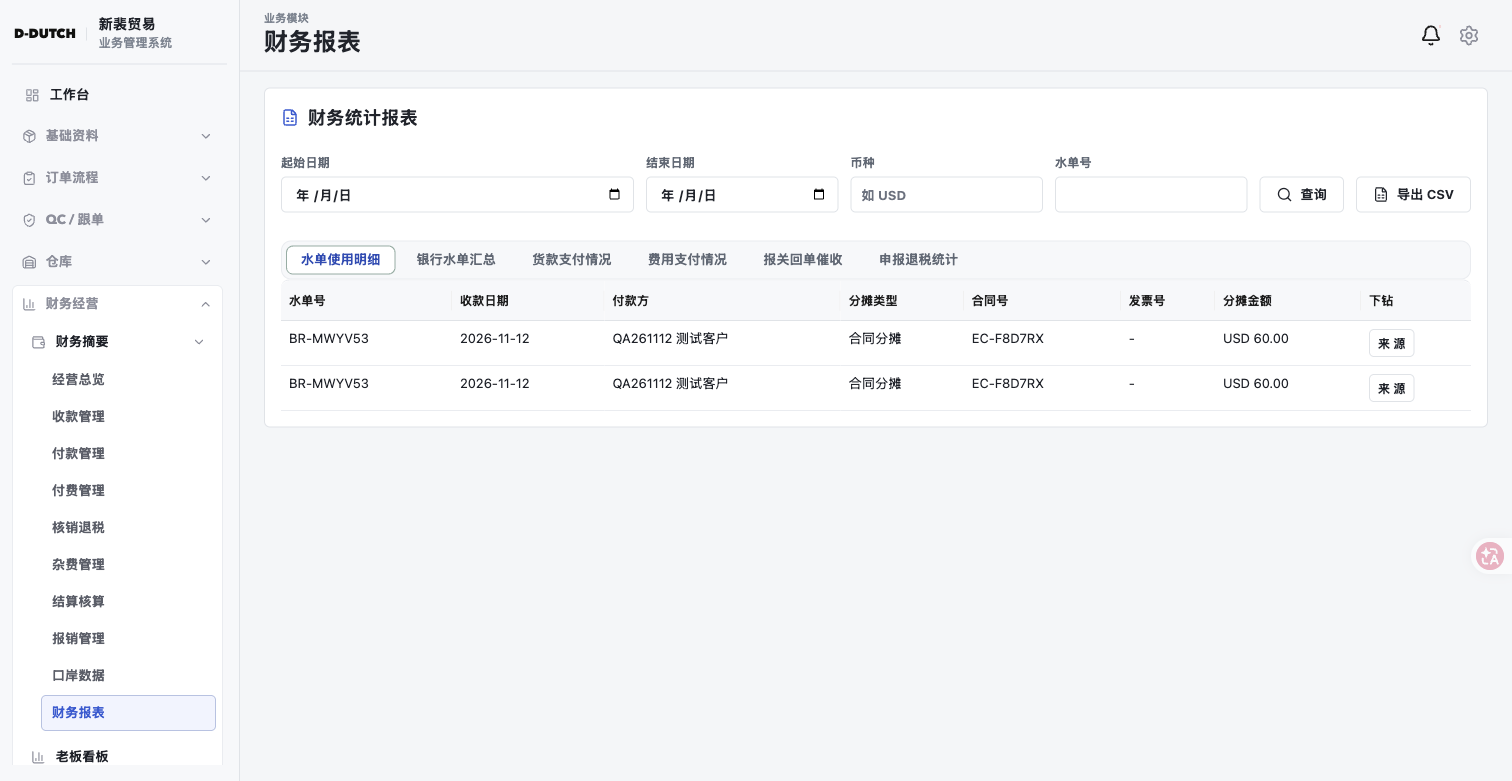 D-DUTCH
新裝贸易
业务管理系统
工作台
基础资料
订单流程
QC / 跟单
仓库
财务经营
财务摘要
经营总览
收款管理
付款管理
付费管理
核销退税
杂费管理
结算核算
报销管理
口岸数据
财务报表
老板看板
业务模块
财务报表
财务统计报表
起始日期 结束日期 币种 水单号
年 /月/日 年 /月/日 如 USD 查询 导出 CSV
水单使用明细 银行水单汇总 货款支付情况 费用支付情况 报关回单催收 申报退税统计
水单号 收款日期 付款方 分摊类型 合同号 发票号 分摊金额 下钻
BR-MWYV53 2026-11-12 QA261112 测试客户 合同分摊 EC-F8D7RX - USD 60.00 来 源
BR-MWYV53 2026-11-12 QA261112 测试客户 合同分摊 EC-F8D7RX - USD 60.00 来 源